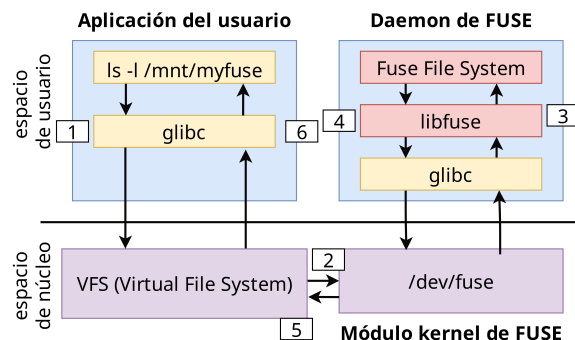 Aplicación del usuario
Daemon de FUSE
espacio
de usuario
ls -l /mnt/myfuse
glibc
1
6
Fuse File System
libfuse
glibc
4
3
espacio
de núcleo
VFS (Virtual File System)
2
5
/dev/fuse
Módulo kernel de FUSE